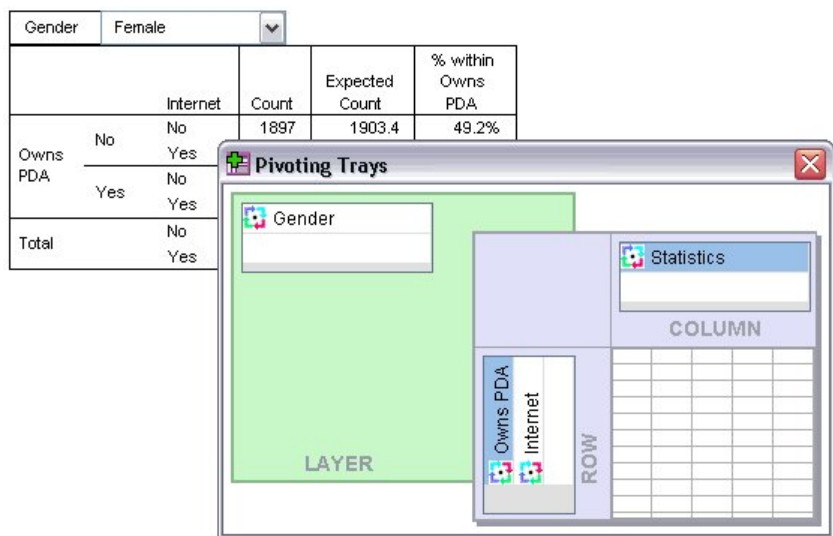 Gender Female
% within
Expected Owns
Internet Count Count PDA
Owns PDA No No 1897 1903.4 49.2%
Yes
Yes No
Yes
Total No
Yes
Pivoting Trays
Gender
Statistics
COLUMN
Owns PDA
Internet
ROW
LAYER